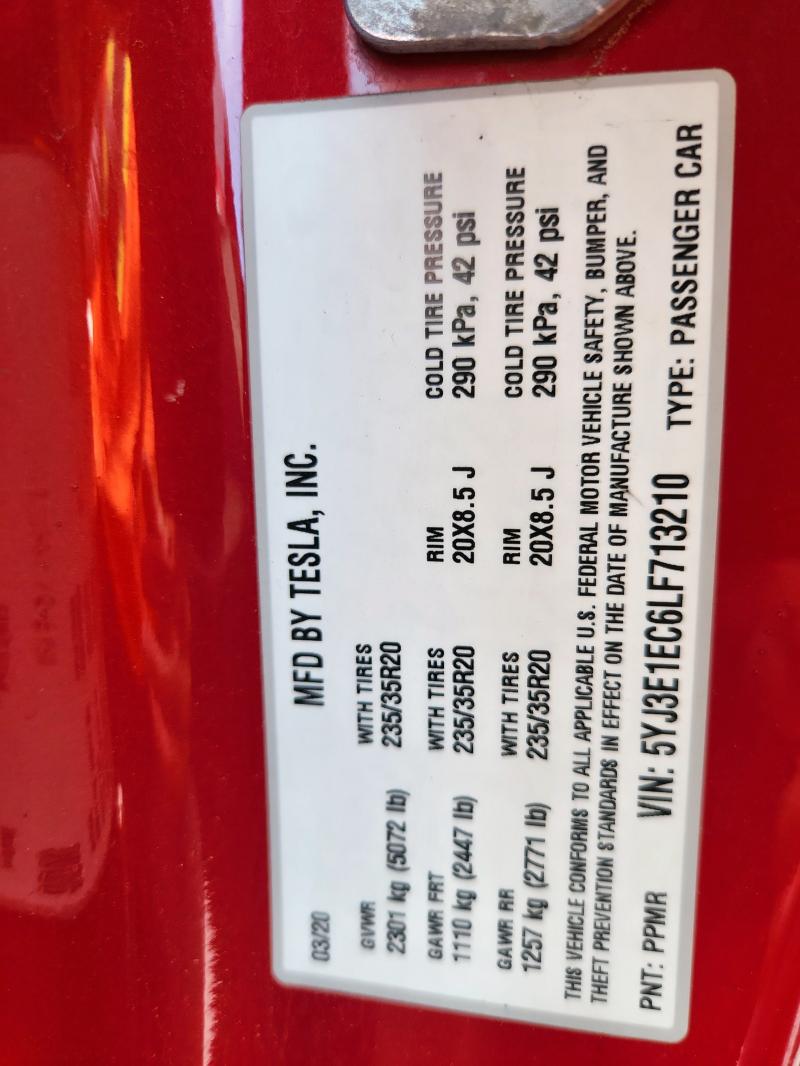 MFD BY TESLA, INC.
03/20
GVWR WITH TIRES
2301 kg (5072 lb) 235/35R20
GAWR FRT WITH TIRES RIM COLD TIRE PRESSURE
1110 kg (2447 lb) 235/35R20 20X8.5 J 290 kPa, 42 psi
GAWR RR WITH TIRES RIM COLD TIRE PRESSURE
1257 kg (2771 lb) 235/35R20 20X8.5 J 290 kPa, 42 psi
THIS VEHICLE CONFORMS TO ALL APPLICABLE U.S. FEDERAL MOTOR VEHICLE SAFETY, BUMPER, AND
THEFT PREVENTION STANDARDS IN EFFECT ON THE DATE OF MANUFACTURE SHOWN ABOVE.
PNT: PPMR VIN: 5YJ3E1EC6LF713210 TYPE: PASSENGER CAR